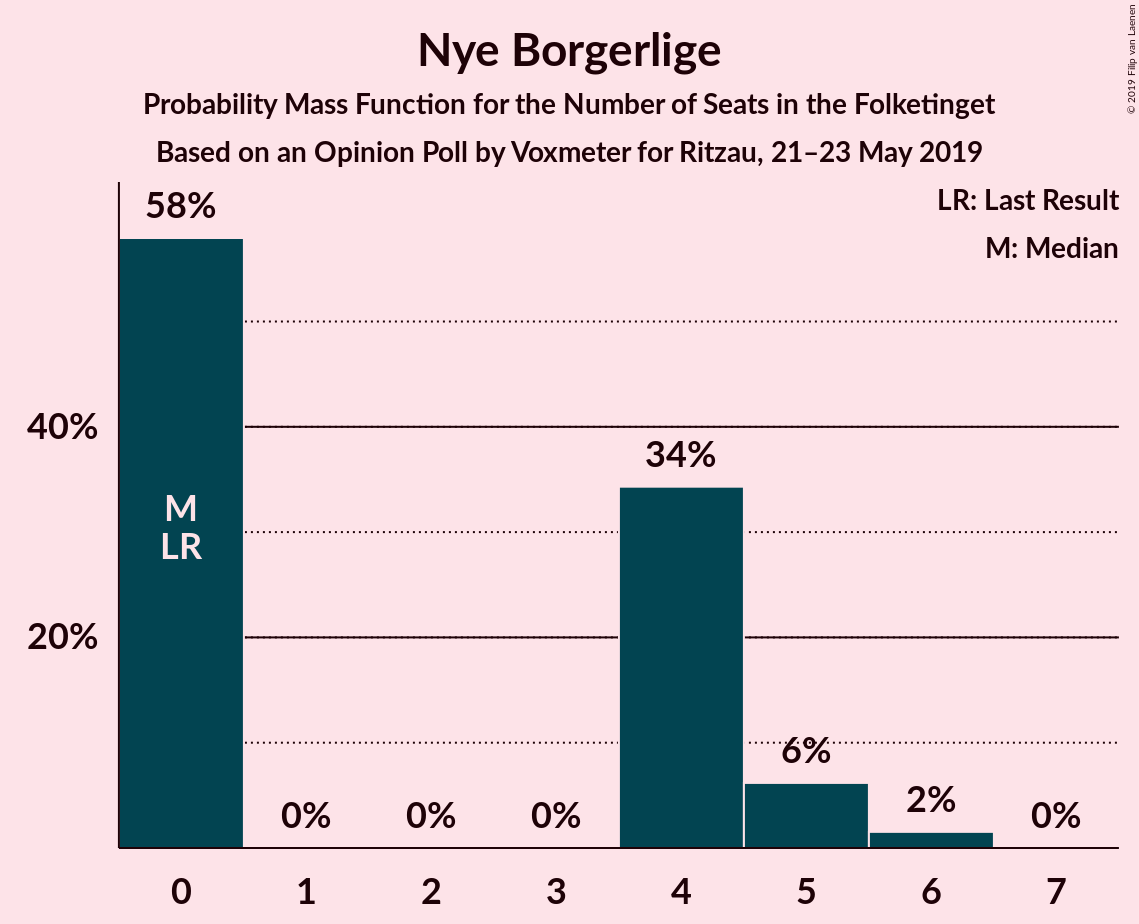 Nye Borgerlige
Probability Mass Function for the Number of Seats in the Folketinget
Based on an Opinion Poll by Voxmeter for Ritzau, 21–23 May 2019
© 2019 Filip van Laenen
LR: Last Result
M: Median
58%
40%
34%
M
LR
20%
6%
2%
0%
0%
0%
0%
0
1
2
3
4
5
6
7